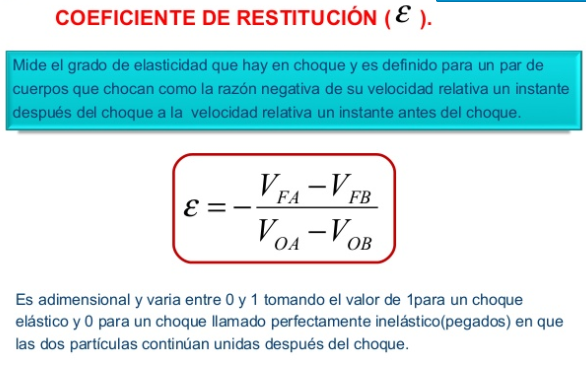 COEFICIENTE DE RESTITUCIÓN ( ε ).
Mide el grado de elasticidad que hay en choque y es definido para un par de
cuerpos que chocan como la razón negativa de su velocidad relativa un instante
después del choque a la velocidad relativa un instante antes del choque.
ε = − (V_FA − V_FB) / (V_OA − V_OB)
Es adimensional y varia entre 0 y 1 tomando el valor de 1para un choque
elástico y 0 para un choque llamado perfectamente inelástico(pegados) en que
las dos partículas continúan unidas después del choque.